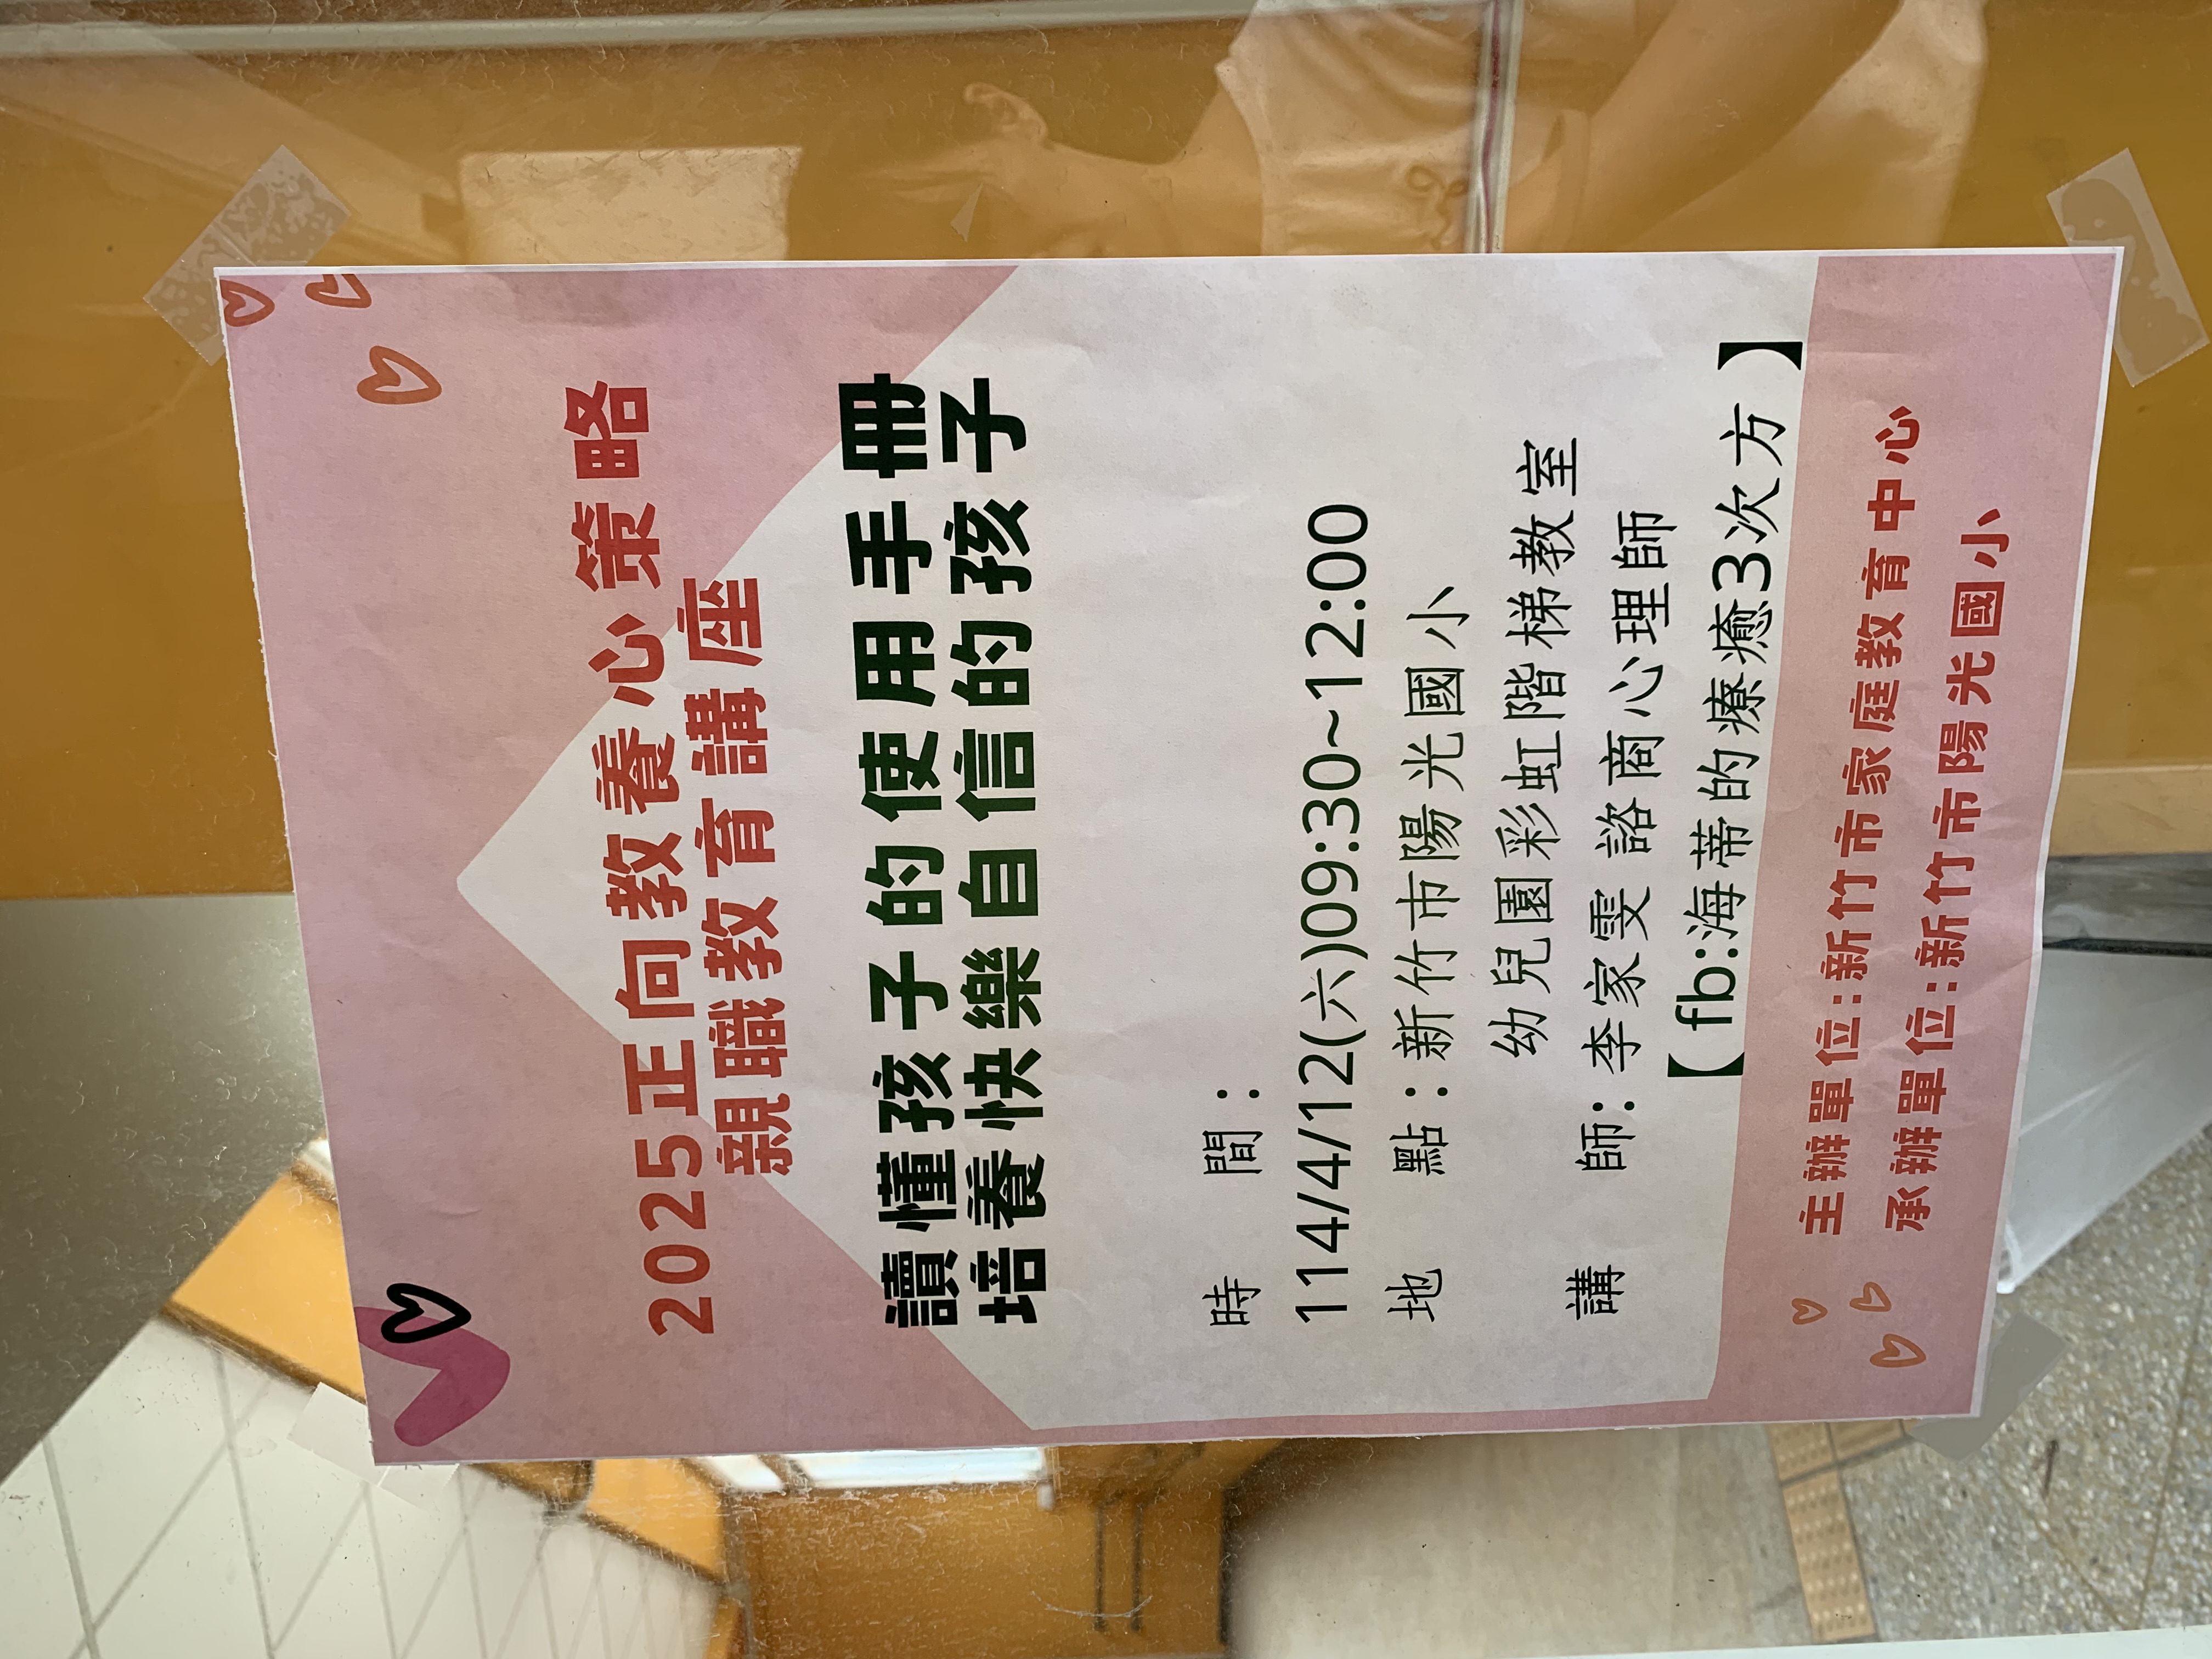 2025正向教養心策略
親職教育講座
讀懂孩子的使用手冊
培養快樂自信的孩子
時　間：
114/4/12(六)09:30~12:00
地　點：新竹市陽光國小
幼兒園彩虹階梯教室
講　師：李家雯 諮商心理師
【 fb:海蒂的療癒3次方 】
主辦單位：新竹市家庭教育中心
承辦單位：新竹市陽光國小